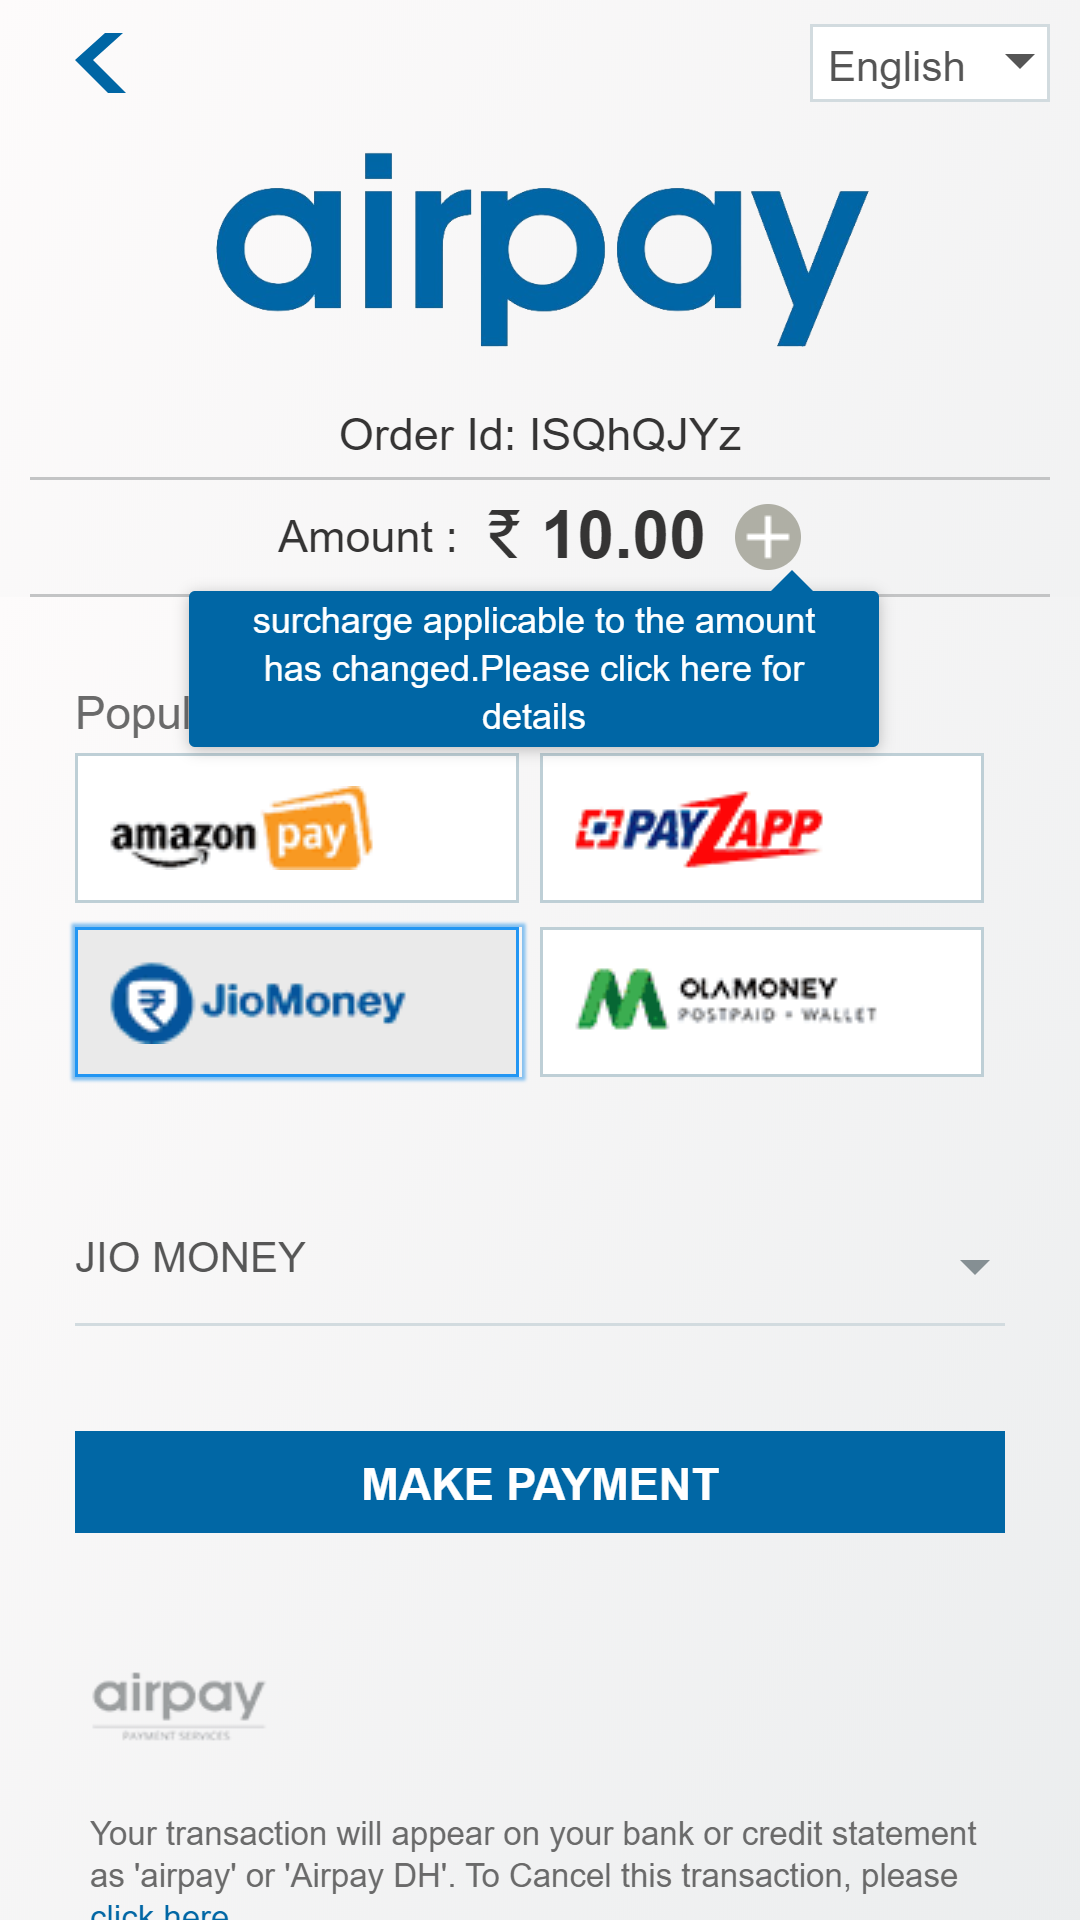 English
airpay
Order Id: ISQhQJYz
Amount : ₹ 10.00
surcharge applicable to the amount
has changed.Please click here for
details
Popul
amazon pay
PAYZAPP
JioMoney
OLAMONEY
POSTPAID • WALLET
JIO MONEY
MAKE PAYMENT
airpay
PAYMENT SERVICES
Your transaction will appear on your bank or credit statement
as 'airpay' or 'Airpay DH'. To Cancel this transaction, please
click here